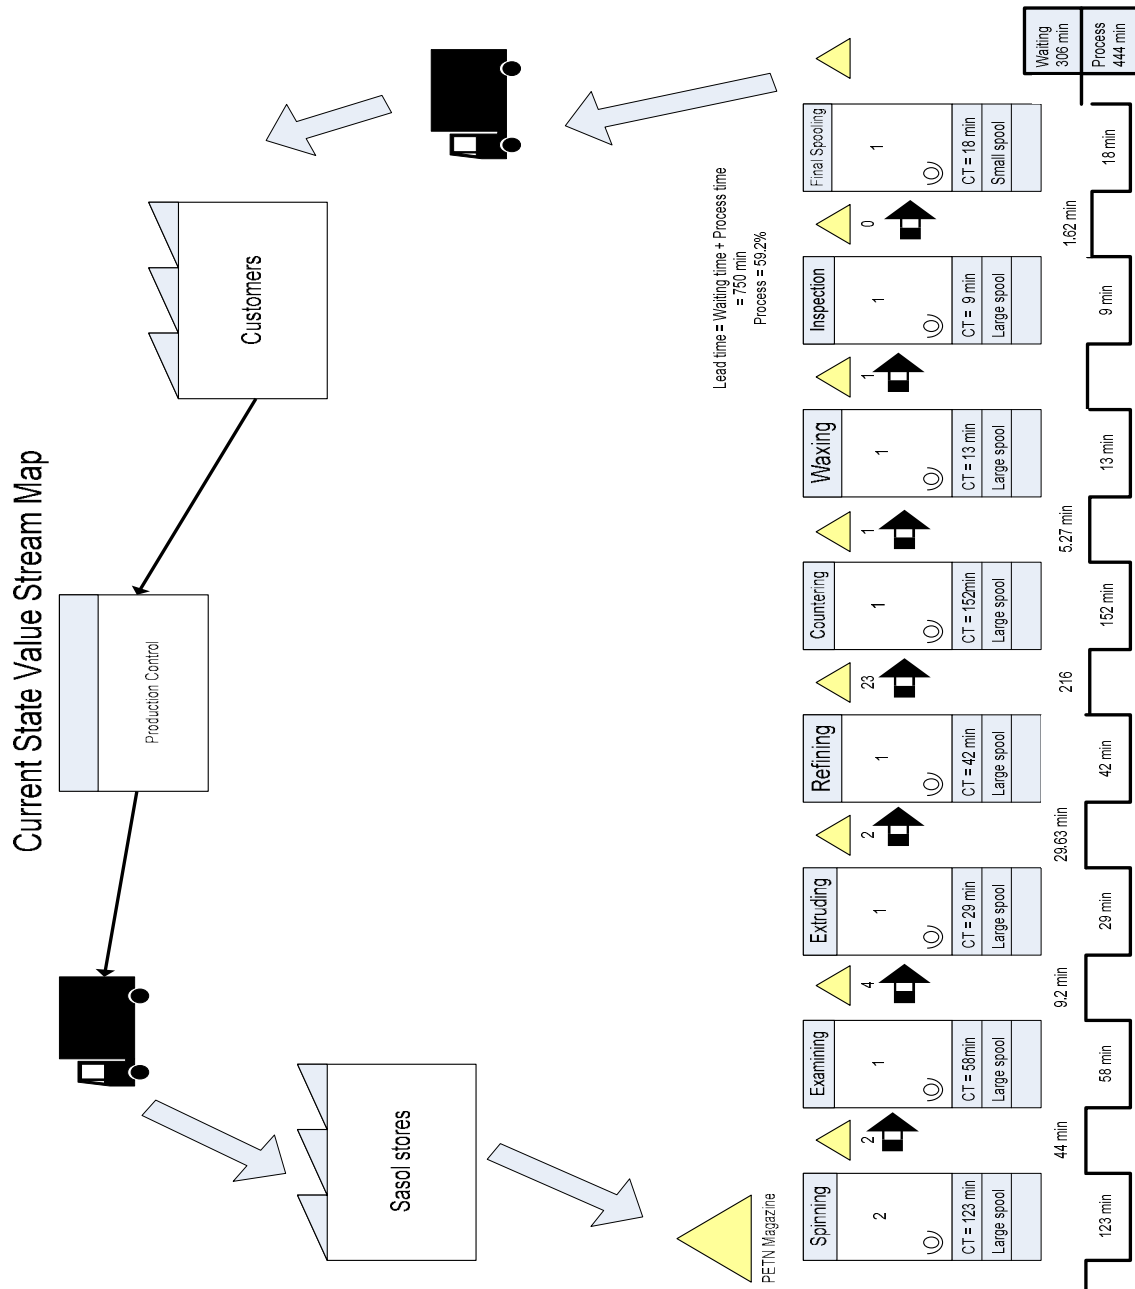 Current State Value Stream Map
Production Control
Customers
Sasol stores
PETN Magazine
Lead time = Waiting time + Process time
= 750 min
Process = 59.2%
Spinning
2
CT = 123 min
Large spool
2
Examining
1
CT = 58min
Large spool
4
Extruding
1
CT = 29 min
Large spool
2
Refining
1
CT = 42 min
Large spool
23
Countering
1
CT = 152min
Large spool
1
Waxing
1
CT = 13 min
Large spool
1
Inspection
1
CT = 9 min
Large spool
0
Final Spooling
1
CT = 18 min
Small spool
123 min
44 min
58 min
9.2 min
29 min
29.63 min
42 min
216
152 min
5.27 min
13 min
9 min
1.62 min
18 min
Waiting
306 min
Process
444 min